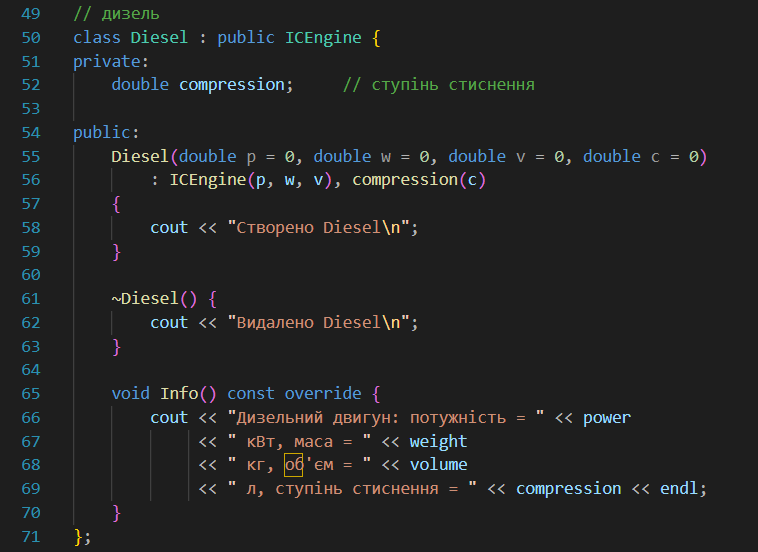 49 // дизель
50 class Diesel : public ICEngine {
51 private:
52     double compression;     // ступінь стиснення
53
54 public:
55     Diesel(double p = 0, double w = 0, double v = 0, double c = 0)
56         : ICEngine(p, w, v), compression(c)
57     {
58         cout << "Створено Diesel\n";
59     }
60
61     ~Diesel() {
62         cout << "Видалено Diesel\n";
63     }
64
65     void Info() const override {
66         cout << "Дизельний двигун: потужність = " << power
67              << " кВт, маса = " << weight
68              << " кг, об'єм = " << volume
69              << " л, ступінь стиснення = " << compression << endl;
70     }
71 };